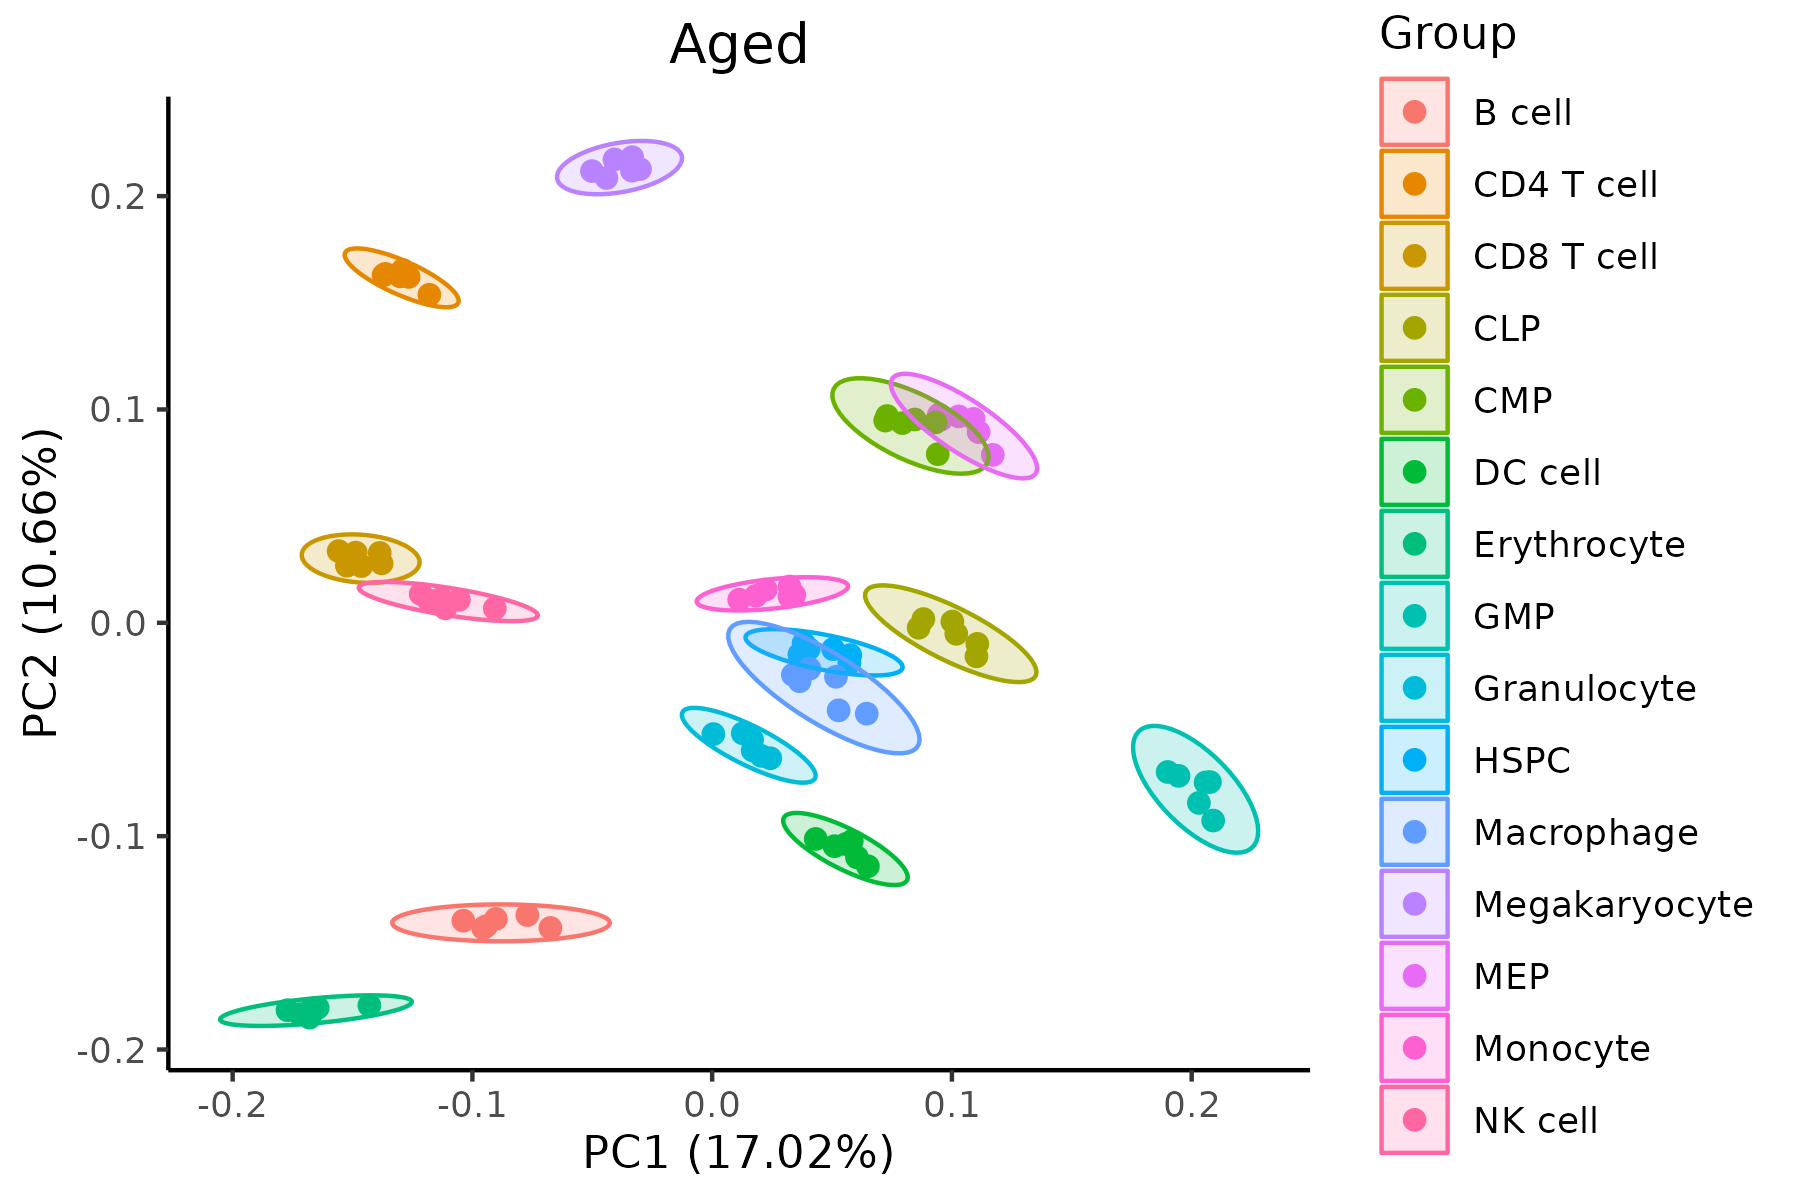 Aged
Group
B cell
CD4 T cell
CD8 T cell
CLP
CMP
DC cell
Erythrocyte
GMP
Granulocyte
HSPC
Macrophage
Megakaryocyte
MEP
Monocyte
NK cell
PC2 (10.66%)
0.2
0.1
0.0
-0.1
-0.2
-0.2
-0.1
0.0
0.1
0.2
PC1 (17.02%)